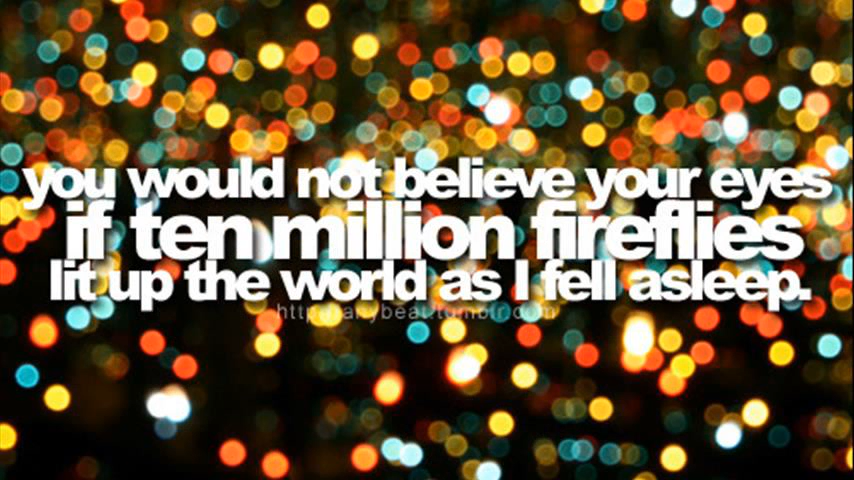 you would not believe your eyes
if ten million fireflies
lit up the world as I fell asleep.